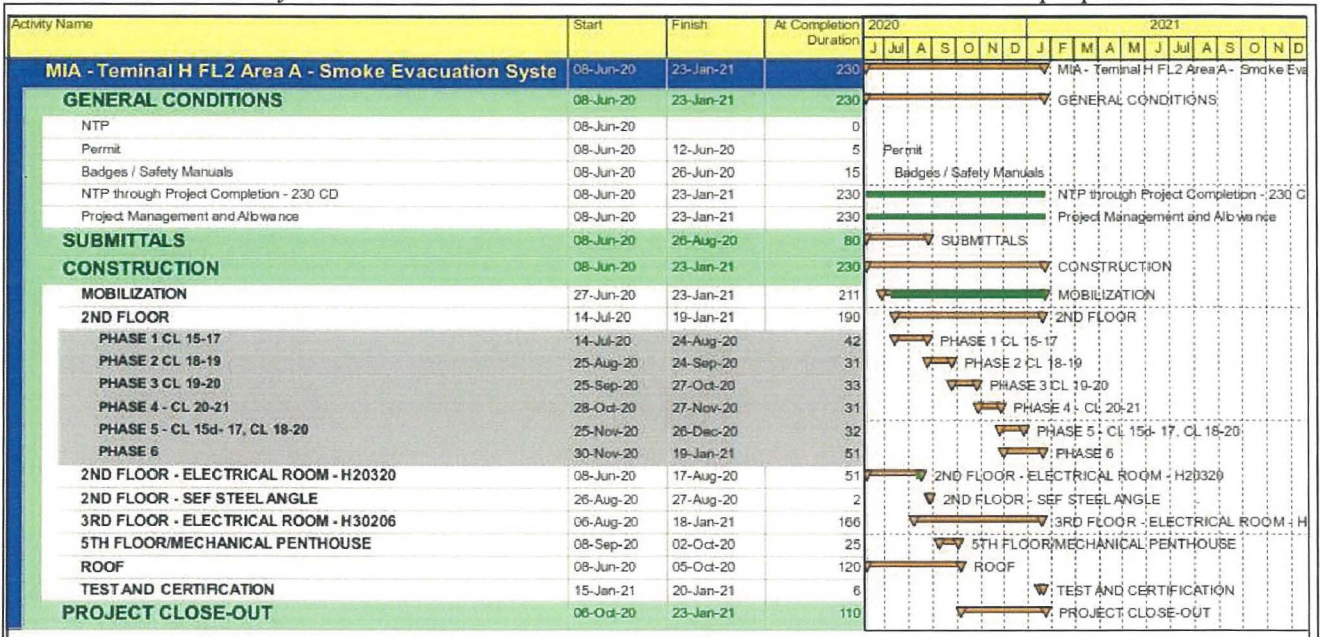 Activity Name Start Finish At Completion 2020 2021
Duration J Jul A S O N D J F M A M J Jul A S O N D
MIA - Teminal H FL2 Area A - Smoke Evacuation Syste 08-Jun-20 23-Jan-21 230 MIA - Teminal H FL2 Area A - Smoke Eva
GENERAL CONDITIONS 08-Jun-20 23-Jan-21 230 GENERAL CONDITIONS
NTP 08-Jun-20 0
Permit 08-Jun-20 12-Jun-20 5 Permit
Badges / Safety Manuals 08-Jun-20 26-Jun-20 15 Badges / Safety Manuals
NTP through Project Completion - 230 CD 08-Jun-20 23-Jan-21 230 NTP through Project Completion - 230 C
Project Management and Allowance 08-Jun-20 23-Jan-21 230 Project Management and Allowance
SUBMITTALS 08-Jun-20 26-Aug-20 80 SUBMITTALS
CONSTRUCTION 08-Jun-20 23-Jan-21 230 CONSTRUCTION
MOBILIZATION 27-Jun-20 23-Jan-21 211 MOBILIZATION
2ND FLOOR 14-Jul-20 19-Jan-21 190 2ND FLOOR
PHASE 1 CL 15-17 14-Jul-20 24-Aug-20 42 PHASE 1 CL 15-17
PHASE 2 CL 18-19 25-Aug-20 24-Sep-20 31 PHASE 2 CL 18-19
PHASE 3 CL 19-20 25-Sep-20 27-Oct-20 33 PHASE 3 CL 19-20
PHASE 4 - CL 20-21 28-Oct-20 27-Nov-20 31 PHASE 4 - CL 20-21
PHASE 5 - CL 15d- 17, CL 18-20 25-Nov-20 26-Dec-20 32 PHASE 5 - CL 15d- 17, CL 18-20
PHASE 6 30-Nov-20 19-Jan-21 51 PHASE 6
2ND FLOOR - ELECTRICAL ROOM - H20320 08-Jun-20 17-Aug-20 51 2ND FLOOR - ELECTRICAL ROOM - H20320
2ND FLOOR - SEF STEEL ANGLE 26-Aug-20 27-Aug-20 2 2ND FLOOR - SEF STEEL ANGLE
3RD FLOOR - ELECTRICAL ROOM - H30206 06-Aug-20 18-Jan-21 166 3RD FLOOR - ELECTRICAL ROOM - H
5TH FLOOR/MECHANICAL PENTHOUSE 08-Sep-20 02-Oct-20 25 5TH FLOOR/MECHANICAL PENTHOUSE
ROOF 08-Jun-20 05-Oct-20 120 ROOF
TEST AND CERTIFICATION 15-Jan-21 20-Jan-21 6 TEST AND CERTIFICATION
PROJECT CLOSE-OUT 06-Oct-20 23-Jan-21 110 PROJECT CLOSE-OUT